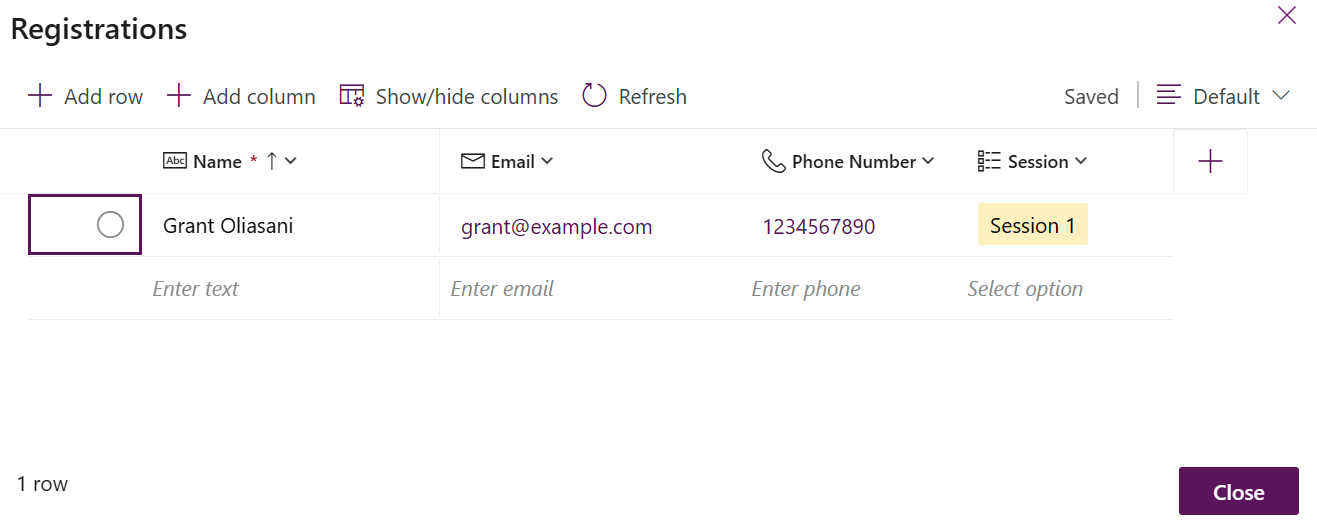 Registrations
Add row Add column Show/hide columns Refresh Saved Default
Abc Name * Email Phone Number Session
Grant Oliasani grant@example.com 1234567890 Session 1
Enter text Enter email Enter phone Select option
1 row
Close